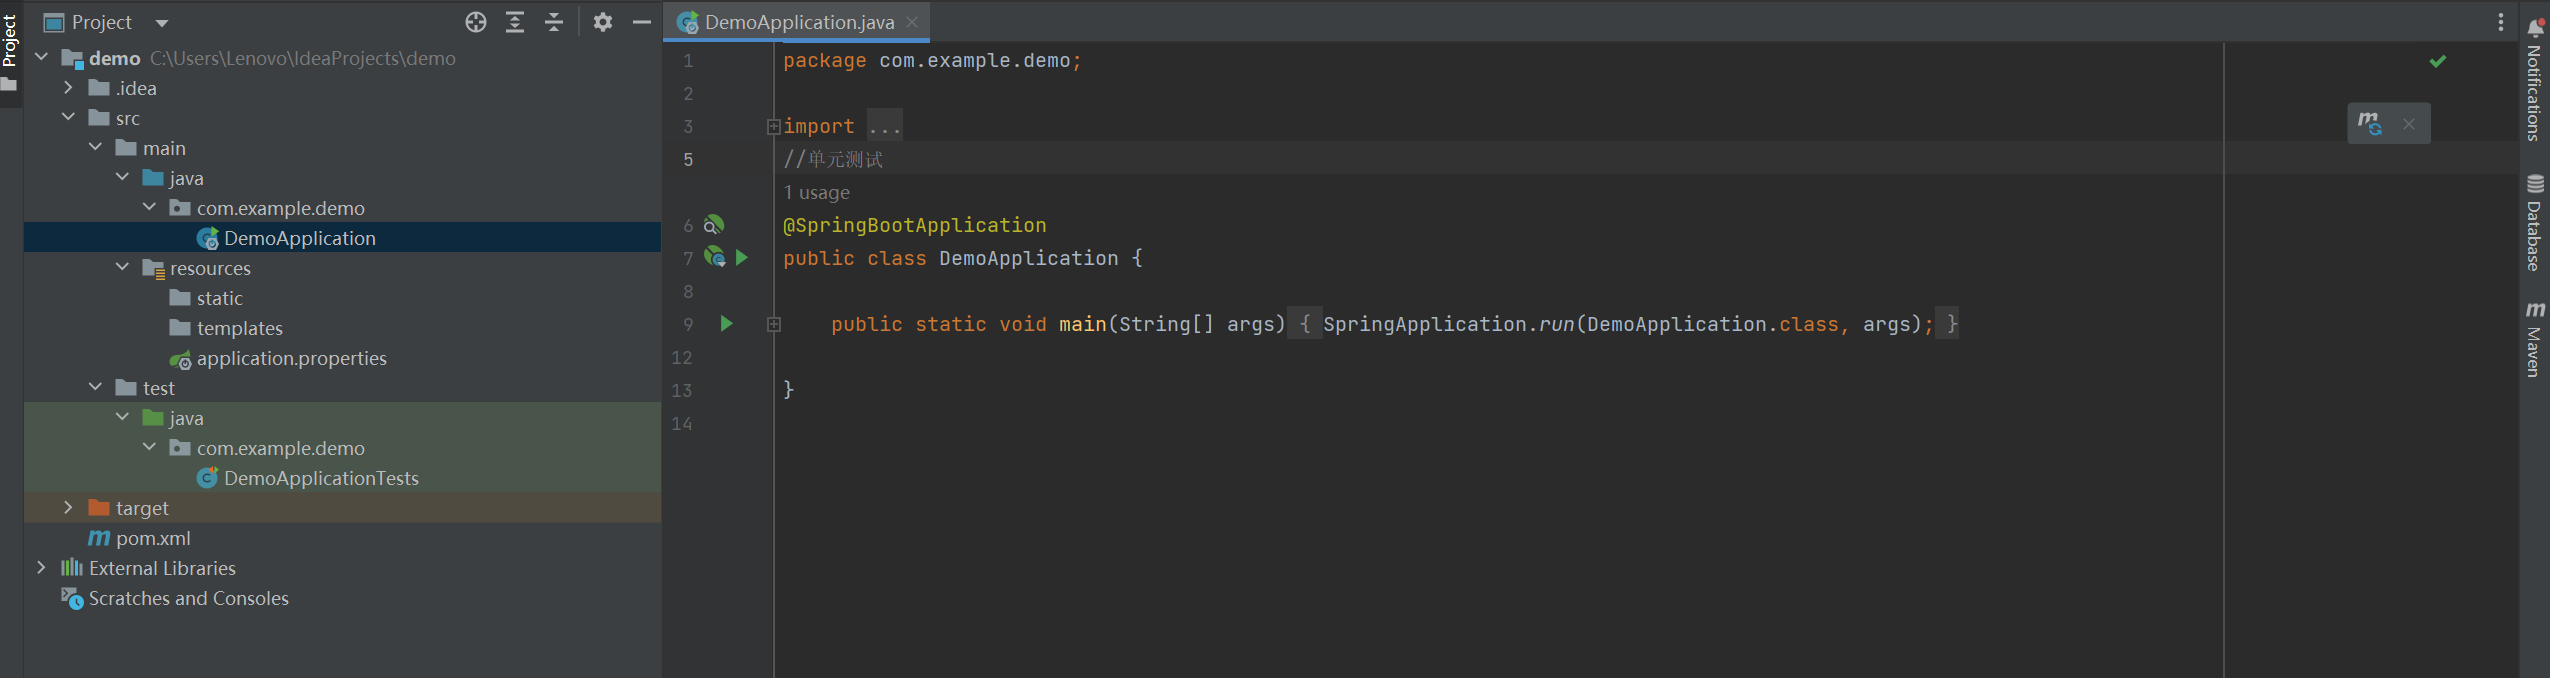 Project
Project
demo C:\Users\Lenovo\IdeaProjects\demo
.idea
src
main
java
com.example.demo
DemoApplication
resources
static
templates
application.properties
test
java
com.example.demo
DemoApplicationTests
target
pom.xml
External Libraries
Scratches and Consoles
DemoApplication.java
1 package com.example.demo;
2
3 import ...
5 //单元测试
1 usage
6 @SpringBootApplication
7 public class DemoApplication {
8
9 public static void main(String[] args) { SpringApplication.run(DemoApplication.class, args); }
12
13 }
14
Notifications
Database
Maven